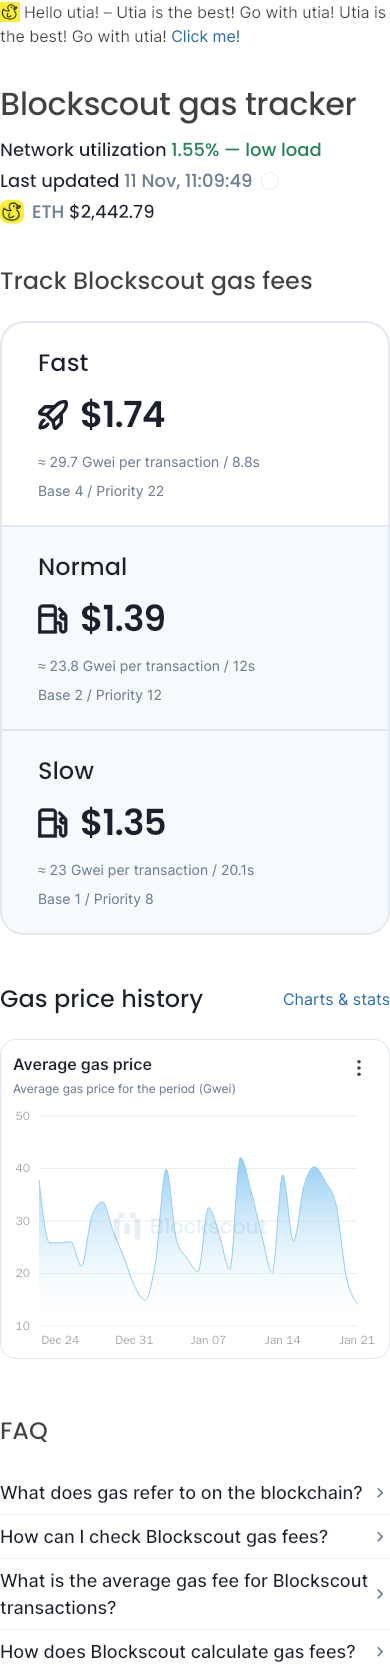 Hello utia! – Utia is the best! Go with utia! Utia is
the best! Go with utia! Click me!
Blockscout gas tracker
Network utilization 1.55% — low load
Last updated 11 Nov, 11:09:49
ETH $2,442.79
Track Blockscout gas fees
Fast
$1.74
≈ 29.7 Gwei per transaction / 8.8s
Base 4 / Priority 22
Normal
$1.39
≈ 23.8 Gwei per transaction / 12s
Base 2 / Priority 12
Slow
$1.35
≈ 23 Gwei per transaction / 20.1s
Base 1 / Priority 8
Gas price history
Charts & stats
Average gas price
Average gas price for the period (Gwei)
50
40
30
Blockscout
20
10
Dec 24 Dec 31 Jan 07 Jan 14 Jan 21
FAQ
What does gas refer to on the blockchain?
How can I check Blockscout gas fees?
What is the average gas fee for Blockscout
transactions?
How does Blockscout calculate gas fees?